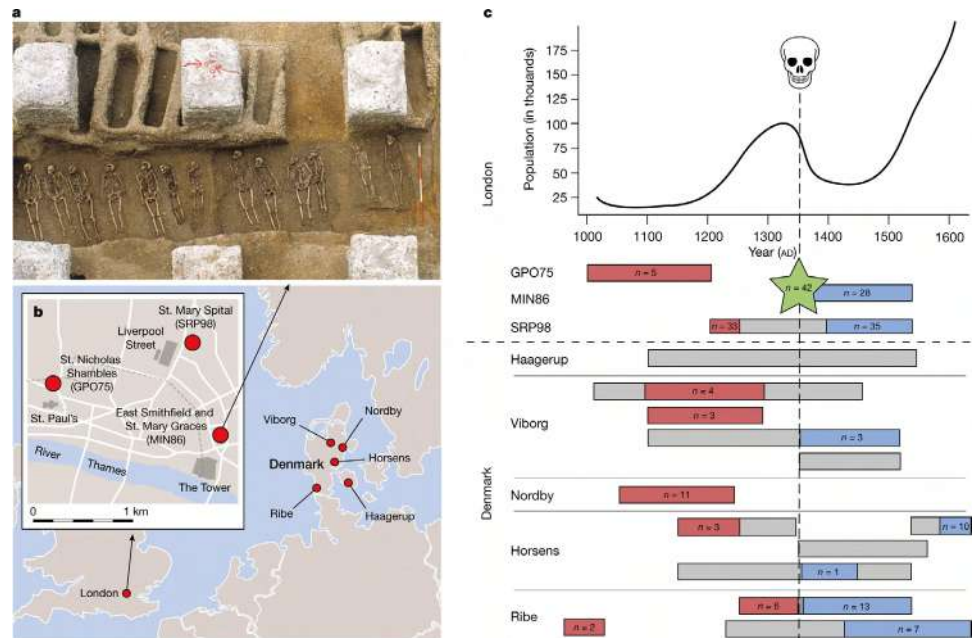 a
b
St. Mary Spital
(SRP98)
Liverpool
Street
St. Nicholas
Shambles
(GPO75)
St. Paul's
East Smithfield and
St. Mary Graces
(MIN86)
River
Thames
The Tower
0 1 km
London
Viborg
Nordby
Denmark
Horsens
Ribe
Haagerup
c
London
Population (in thouands)
175
150
125
100
75
50
25
1000 1100 1200 1300 1400 1500 1600
Year (AD)
GPO75
n = 5
n = 42
MIN86
n = 28
SRP98
n = 33
n = 35
Denmark
Haagerup
Viborg
n = 4
n = 3
n = 3
Nordby
n = 11
Horsens
n = 3
n = 10
n = 1
Ribe
n = 6
n = 13
n = 2
n = 7